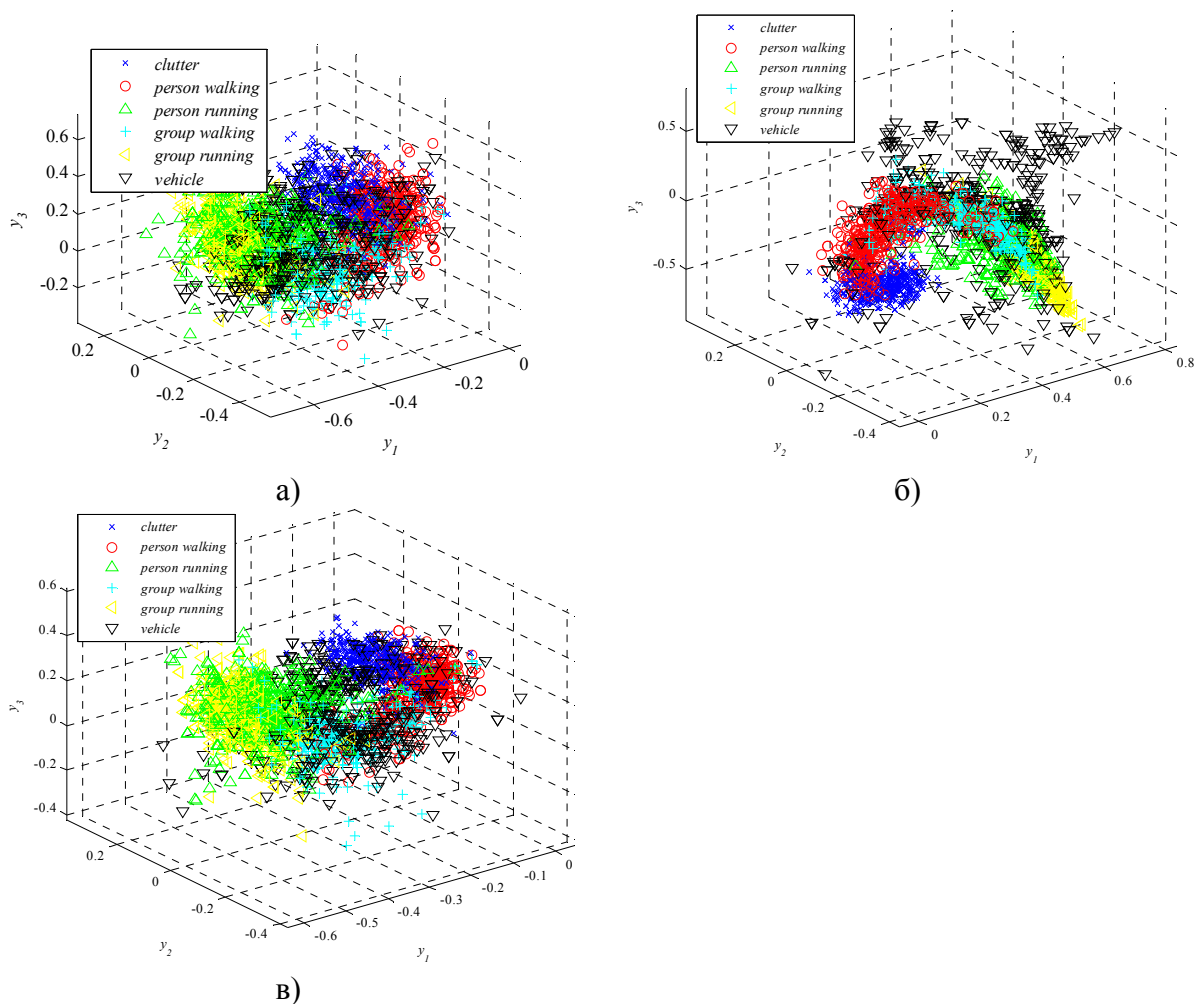 clutter
person walking
person running
group walking
group running
vehicle
0.6
0.4
0.2
0
-0.2
y3
0.2
0
-0.2
-0.4
y2
-0.6
-0.4
-0.2
0
y1
а)
clutter
person walking
person running
group walking
group running
vehicle
0.5
0
-0.5
y3
0.2
0
-0.2
-0.4
y2
0
0.2
0.4
0.6
0.8
y1
б)
clutter
person walking
person running
group walking
group running
vehicle
0.6
0.4
0.2
0
-0.2
-0.4
y3
0.2
0
-0.2
-0.4
y2
-0.6
-0.5
-0.4
-0.3
-0.2
-0.1
0
y1
в)